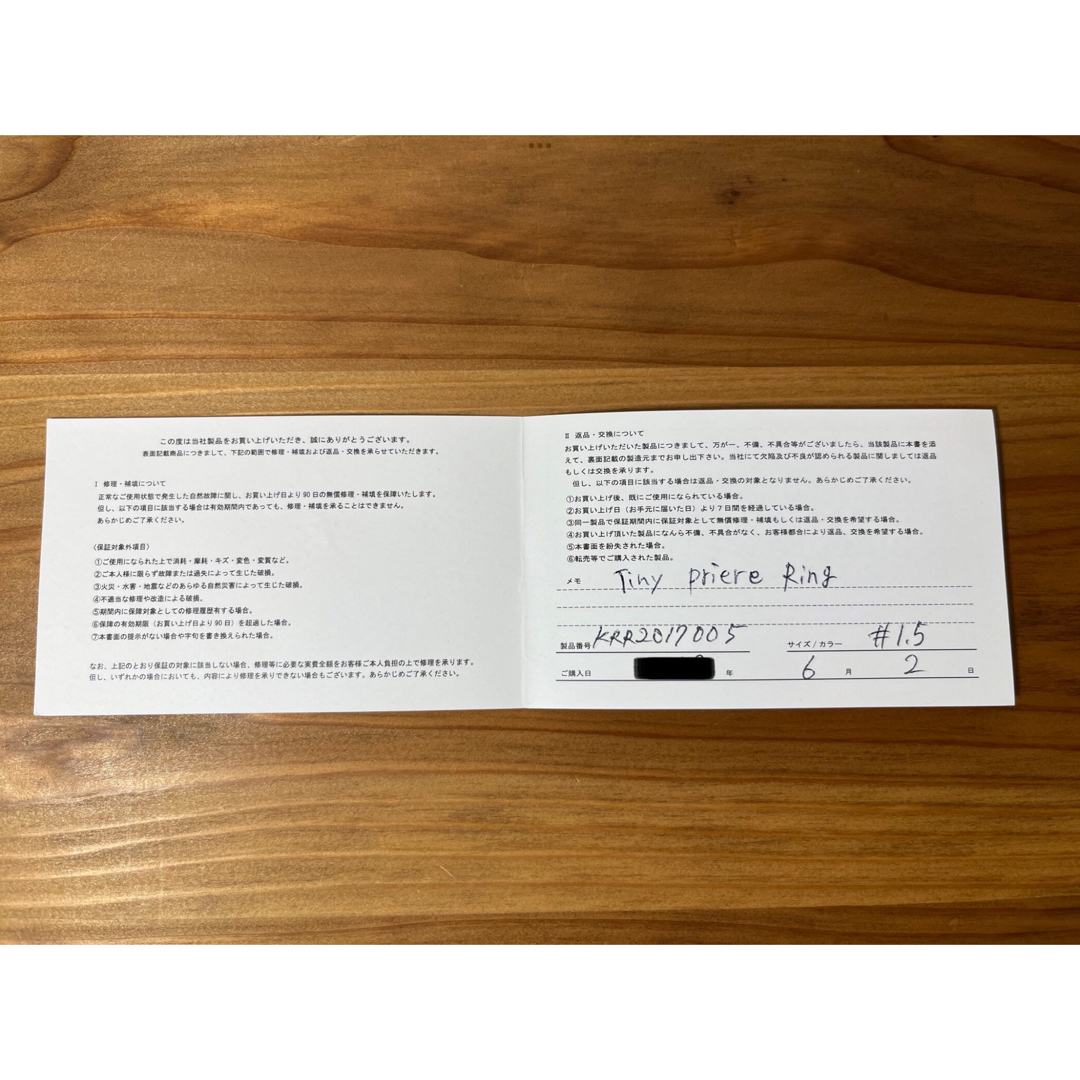 この度は当社製品をお買い上げいただき、誠にありがとうございます。
表面記載商品につきまして、下記の範囲で修理・補填および返品・交換を承らせていただきます。
Ⅰ 修理・補填について
正常なご使用状態で発生した自然故障に関し、お買い上げ日より90日の無償修理・補填を保障いたします。
但し、以下の項目に該当する場合は有効期間内であっても、修理・補填を承ることはできません。
あらかじめご了承ください。
〈保証対象外項目〉
①ご使用になられた上で消耗・摩耗・キズ・変色・変質など。
②ご本人様に限らず故障または過失によって生じた破損。
③火災・水害・地震などのあらゆる自然災害によって生じた破損。
④不適当な修理や改造による破損。
⑤期間内に保障対象としての修理履歴有する場合。
⑥保障の有効期限（お買い上げ日より90日）を超過した場合。
⑦本書面の提示がない場合や字句を書き換えられた場合。
なお、上記のとおり保証の対象に該当しない場合、修理等に必要な実費全額をお客様ご本人負担の上で修理を承ります。
但し、いずれかの場合においても、内容により修理を承りできない場合もございます。あらかじめご了承ください。
Ⅱ 返品・交換について
お買い上げいただいた製品につきまして、万が一、不備、不具合等がございましたら、当該製品に本書を添
えて、裏面記載の製造元までお申し出下さい。当社にて欠陥及び不良が認められる製品に関しましては返品
もしくは交換を承ります。
但し、以下の項目に該当する場合は返品・交換の対象となりません。あらかじめご了承ください。
①お買い上げ後、既にご使用になられている場合。
②お買い上げ日（お手元に届いた日）より7日間を経過している場合。
③同一製品で保証期間内に保証対象として無償修理・補填もしくは返品・交換を希望する場合。
④お買い上げ頂いた製品になんら不備、不具合がなく、お客様都合により返品、交換を希望する場合。
⑤本書面を紛失された場合。
⑥転売等でご購入された製品。
メモ Tiny priere Ring
製品番号 KRR2017005 サイズ/カラー #1.5
ご購入日 年 6 月 2 日